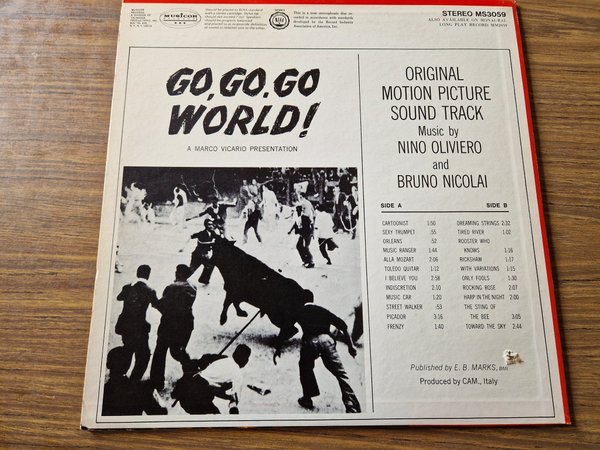 MUSICOR
STEREO MS3059
ALSO AVAILABLE ON MONAURAL
LONG PLAY RECORD
GO, GO, GO
WORLD!
A MARCO VICARIO PRESENTATION
ORIGINAL
MOTION PICTURE
SOUND TRACK
Music by
NINO OLIVIERO
and
BRUNO NICOLAI
SIDE A
CARTOONIST 1:50
SEXY TRUMPET :55
ORLEANS :52
MUSIC RANGER 1:44
ALLA MOZART 2:06
TOLEDO GUITAR 1:12
I BELIEVE YOU 2:58
INDISCRETION 2:10
MUSIC CAR 1:20
STREET WALKER :53
PICADOR 3:16
FRENZY 1:40
SIDE B
DREAMING STRINGS 2:32
TIRED RIVER 1:02
ROOSTER WHO
KNOWS 1:16
RICKSHAW 1:17
WITH VARIATIONS 1:15
ONLY FOOLS 1:30
ROCKING ROSE 2:07
HARP IN THE NIGHT 2:00
THE STING OF
THE BEE 3:05
TOWARD THE SKY 2:44
Published by E. B. MARKS, BMI
Produced by CAM., Italy